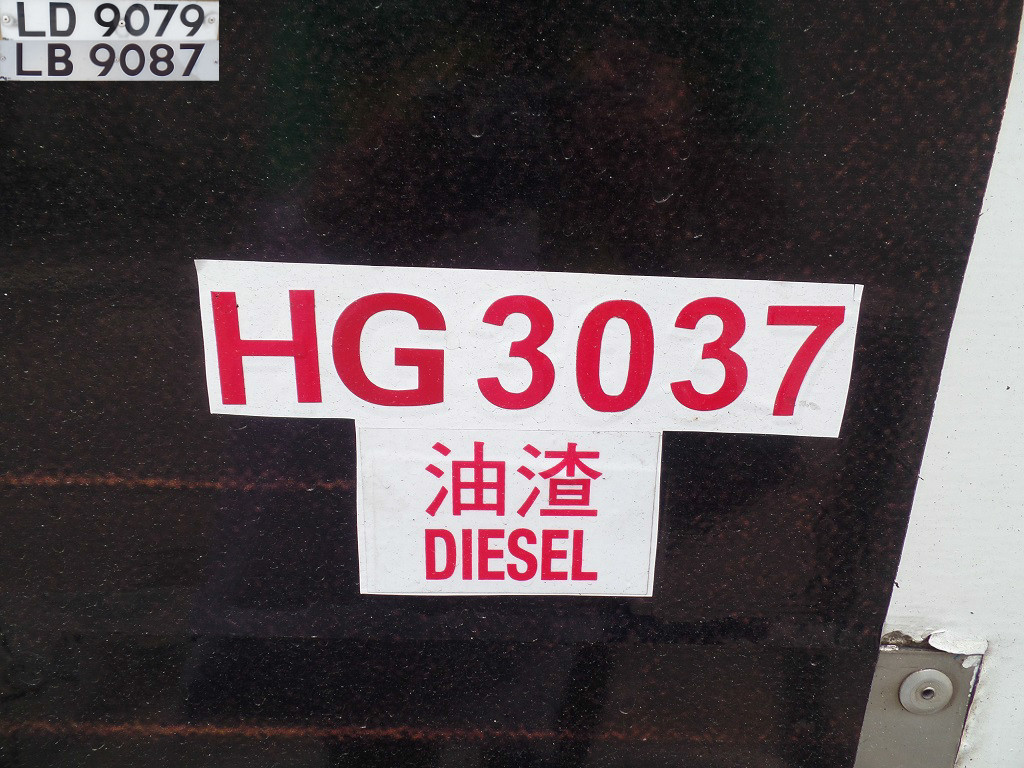 LD 9079
LB 9087
HG 3037
油渣
DIESEL